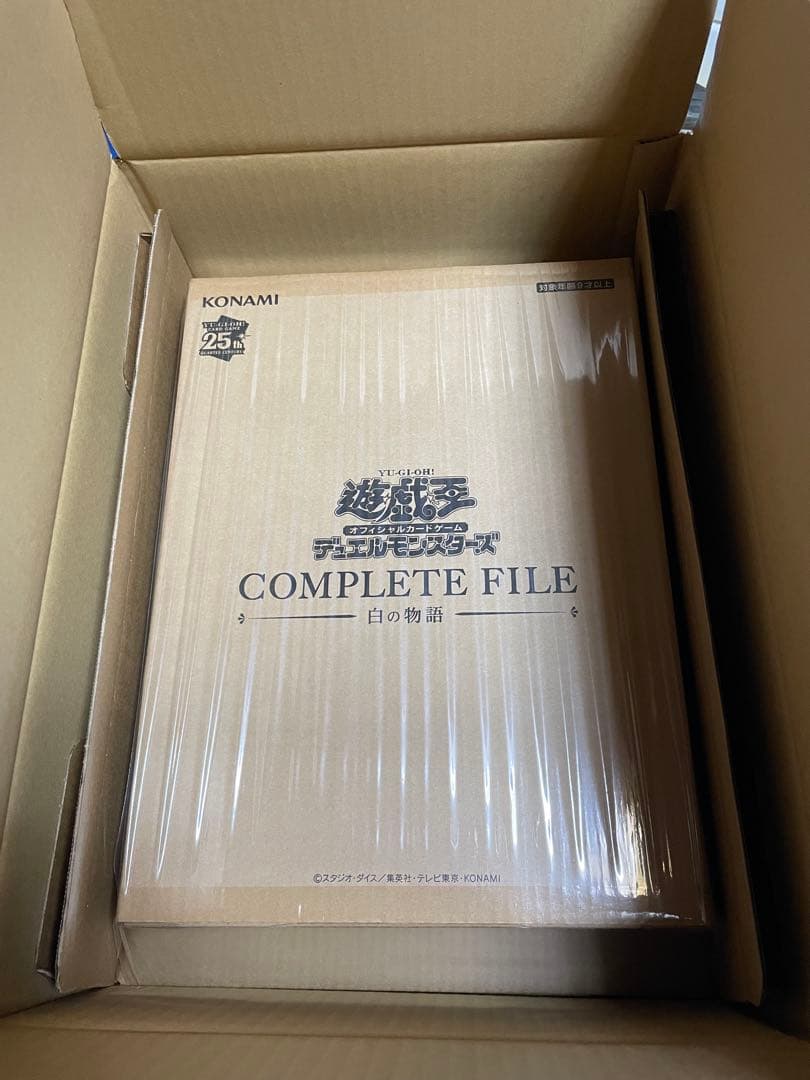 KONAMI
対象年齢9才以上
YU-GI-OH!
CARD GAME
25th
QUARTER CENTURY
YU-GI-OH!
遊戯王
オフィシャルカードゲーム
デュエルモンスターズ
COMPLETE FILE
白の物語
©スタジオ・ダイス/集英社・テレビ東京・KONAMI